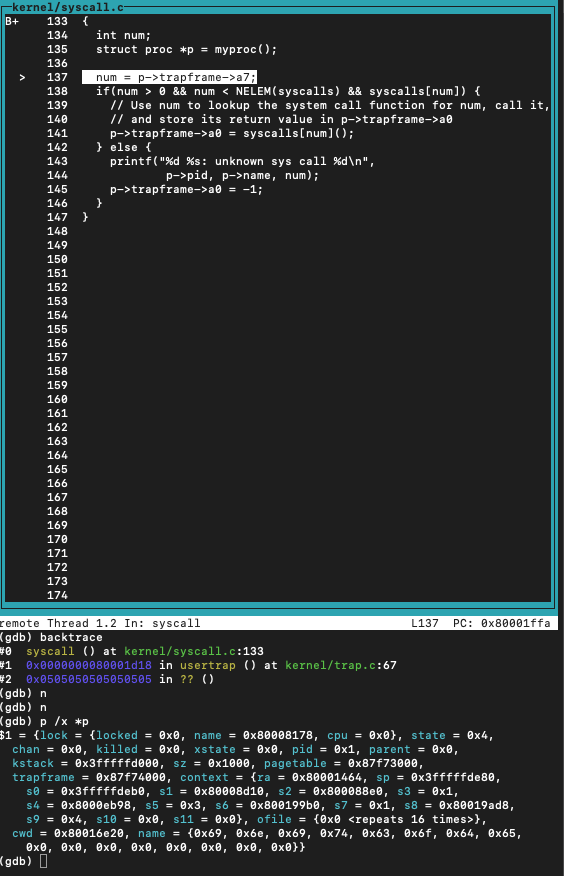 kernel/syscall.c
B+ 133 {
134 int num;
135 struct proc *p = myproc();
136
> 137 num = p->trapframe->a7;
138 if(num > 0 && num < NELEM(syscalls) && syscalls[num]) {
139 // Use num to lookup the system call function for num, call it,
140 // and store its return value in p->trapframe->a0
141 p->trapframe->a0 = syscalls[num]();
142 } else {
143 printf("%d %s: unknown sys call %d\n",
144 p->pid, p->name, num);
145 p->trapframe->a0 = -1;
146 }
147 }
148
149
150
151
152
153
154
155
156
157
158
159
160
161
162
163
164
165
166
167
168
169
170
171
172
173
174
remote Thread 1.2 In: syscall L137 PC: 0x80001ffa
(gdb) backtrace
#0 syscall () at kernel/syscall.c:133
#1 0x0000000080001d18 in usertrap () at kernel/trap.c:67
#2 0x0505050505050505 in ?? ()
(gdb) n
(gdb) n
(gdb) p /x *p
$1 = {lock = {locked = 0x0, name = 0x80008178, cpu = 0x0}, state = 0x4,
chan = 0x0, killed = 0x0, xstate = 0x0, pid = 0x1, parent = 0x0,
kstack = 0x3fffffd000, sz = 0x1000, pagetable = 0x87f73000,
trapframe = 0x87f74000, context = {ra = 0x80001464, sp = 0x3fffffde80,
s0 = 0x3fffffdeb0, s1 = 0x80008d10, s2 = 0x800088e0, s3 = 0x1,
s4 = 0x8000eb98, s5 = 0x3, s6 = 0x800199b0, s7 = 0x1, s8 = 0x80019ad8,
s9 = 0x4, s10 = 0x0, s11 = 0x0}, ofile = {0x0 <repeats 16 times>},
cwd = 0x80016e20, name = {0x69, 0x6e, 0x69, 0x74, 0x63, 0x6f, 0x64, 0x65,
0x0, 0x0, 0x0, 0x0, 0x0, 0x0, 0x0, 0x0}}
(gdb)